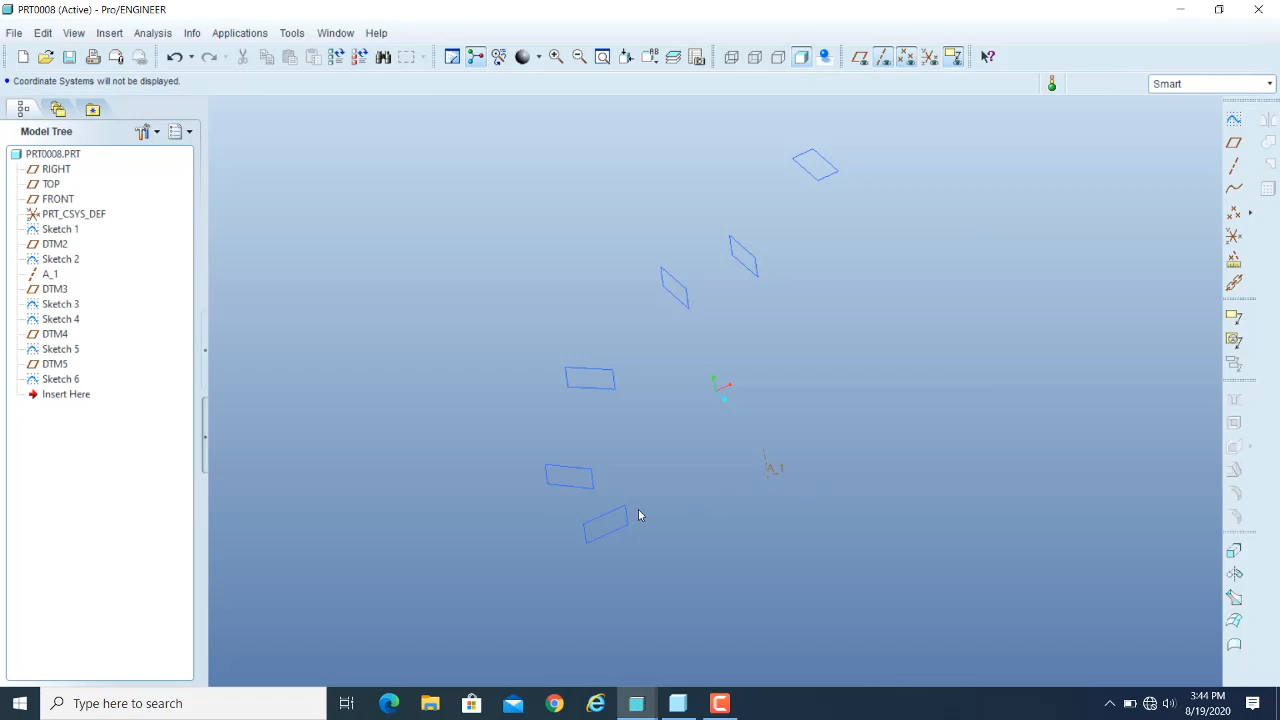 PRT0008 (Active) - Pro/ENGINEER
File Edit View Insert Analysis Info Applications Tools Window Help
Coordinate Systems will not be displayed.
Smart
Model Tree
PRT0008.PRT
RIGHT
TOP
FRONT
PRT_CSYS_DEF
Sketch 1
DTM2
Sketch 2
A_1
DTM3
Sketch 3
Sketch 4
DTM4
Sketch 5
DTM5
Sketch 6
Insert Here
A_1
Type here to search
3:44 PM
8/19/2020